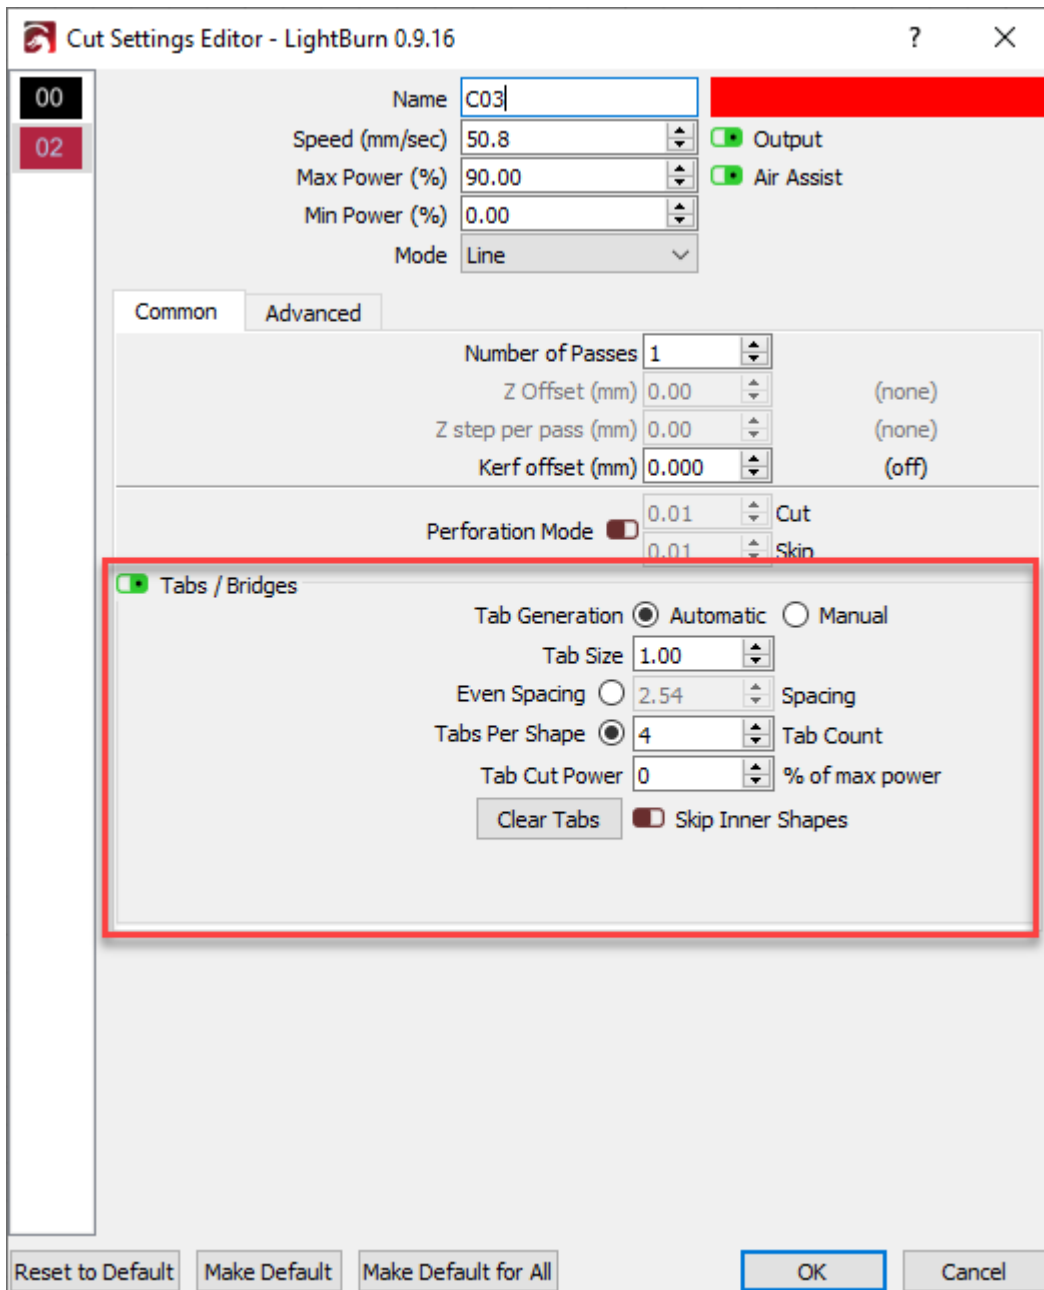 Cut Settings Editor - LightBurn 0.9.16 ?
00
02
Name C03
Speed (mm/sec) 50.8 Output
Max Power (%) 90.00 Air Assist
Min Power (%) 0.00
Mode Line
Common Advanced
Number of Passes 1
Z Offset (mm) 0.00 (none)
Z step per pass (mm) 0.00 (none)
Kerf offset (mm) 0.000 (off)
Perforation Mode 0.01 Cut
0.01 Skip
Tabs / Bridges
Tab Generation Automatic Manual
Tab Size 1.00
Even Spacing 2.54 Spacing
Tabs Per Shape 4 Tab Count
Tab Cut Power 0 % of max power
Clear Tabs Skip Inner Shapes
Reset to Default Make Default Make Default for All OK Cancel